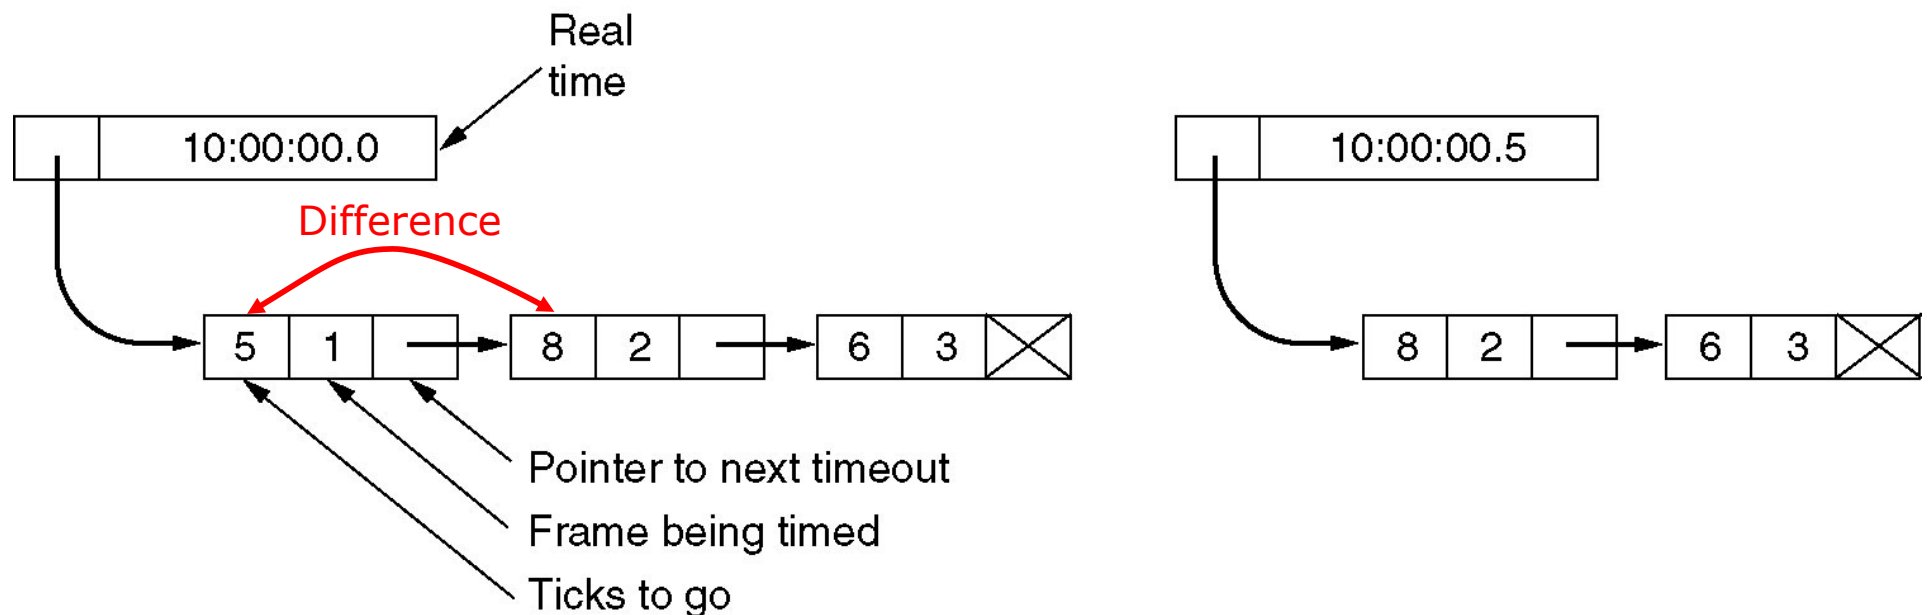 Real
time
10:00:00.0
10:00:00.5
Difference
5 1 8 2 6 3
8 2 6 3
Pointer to next timeout
Frame being timed
Ticks to go